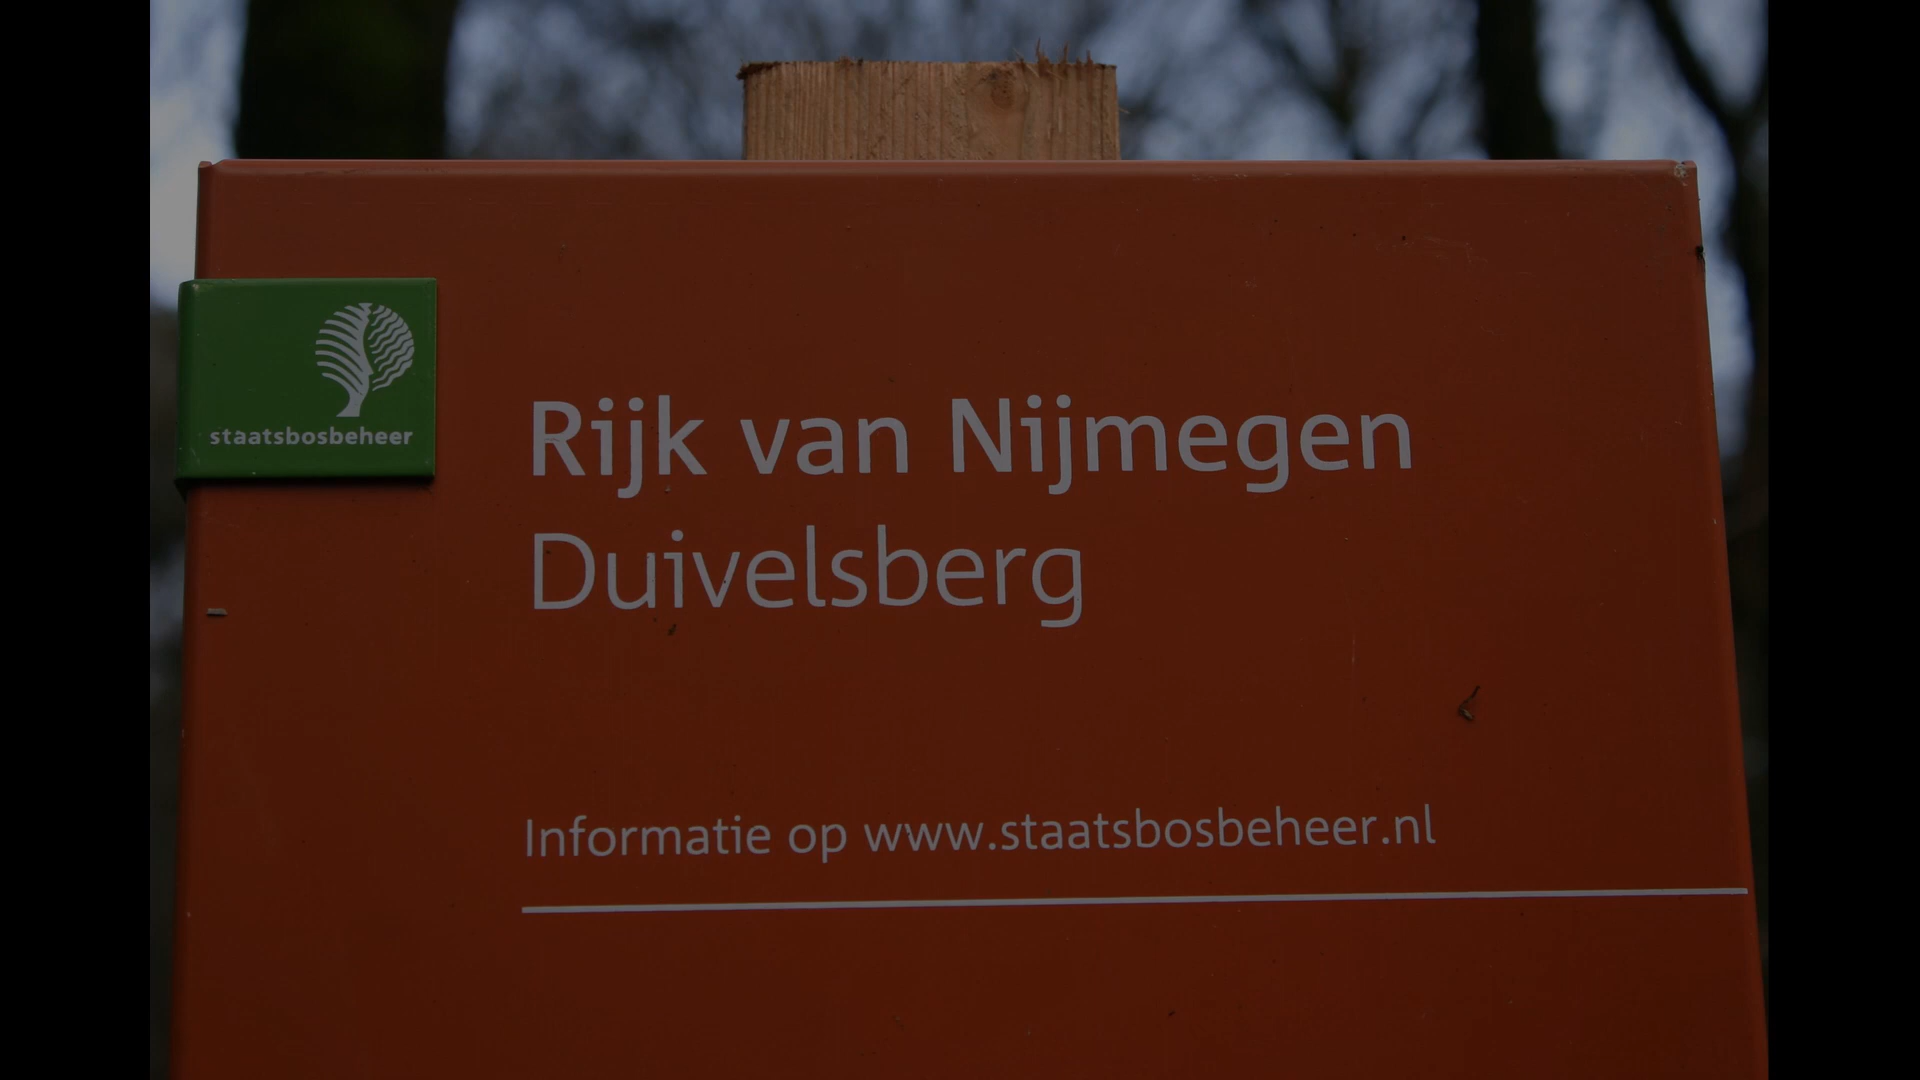 staatsbosbeheer
Rijk van Nijmegen
Duivelsberg
Informatie op www.staatsbosbeheer.nl